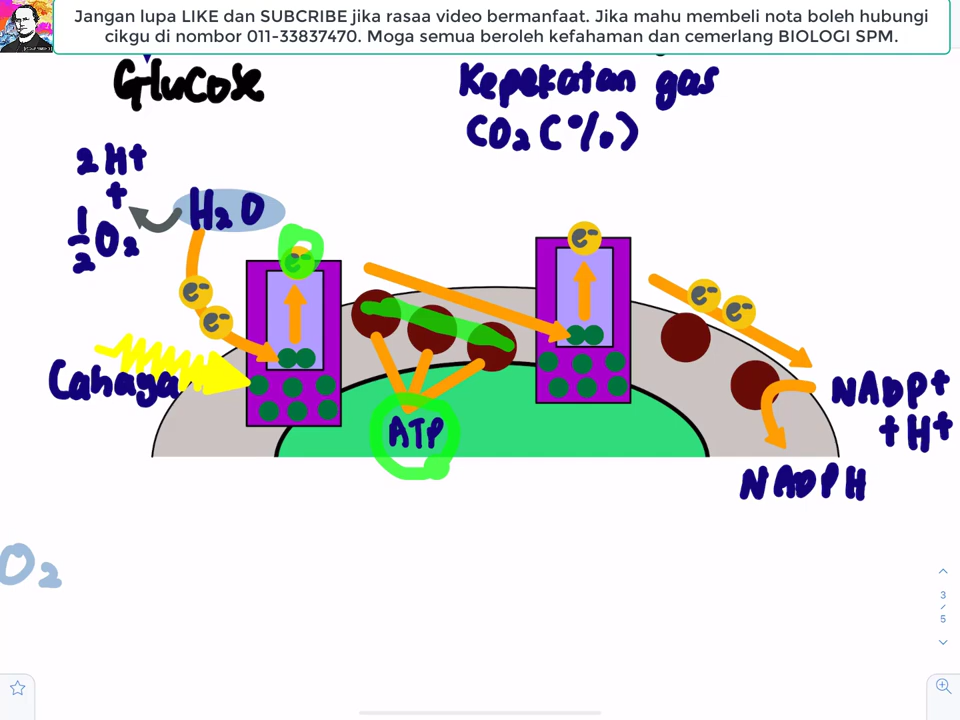 Jangan lupa LIKE dan SUBCRIBE jika rasaa video bermanfaat. Jika mahu membeli nota boleh hubungi
cikgu di nombor 011-33837470. Moga semua beroleh kefahaman dan cemerlang BIOLOGI SPM.
Glucose
Kepekatan gas
CO2 (%)
2H+
+
1/2 O2
H2O
e-
e-
e-
e-
e-
e-
Cahaya
ATP
NADP+
+H+
NADPH
O2
3
/
5